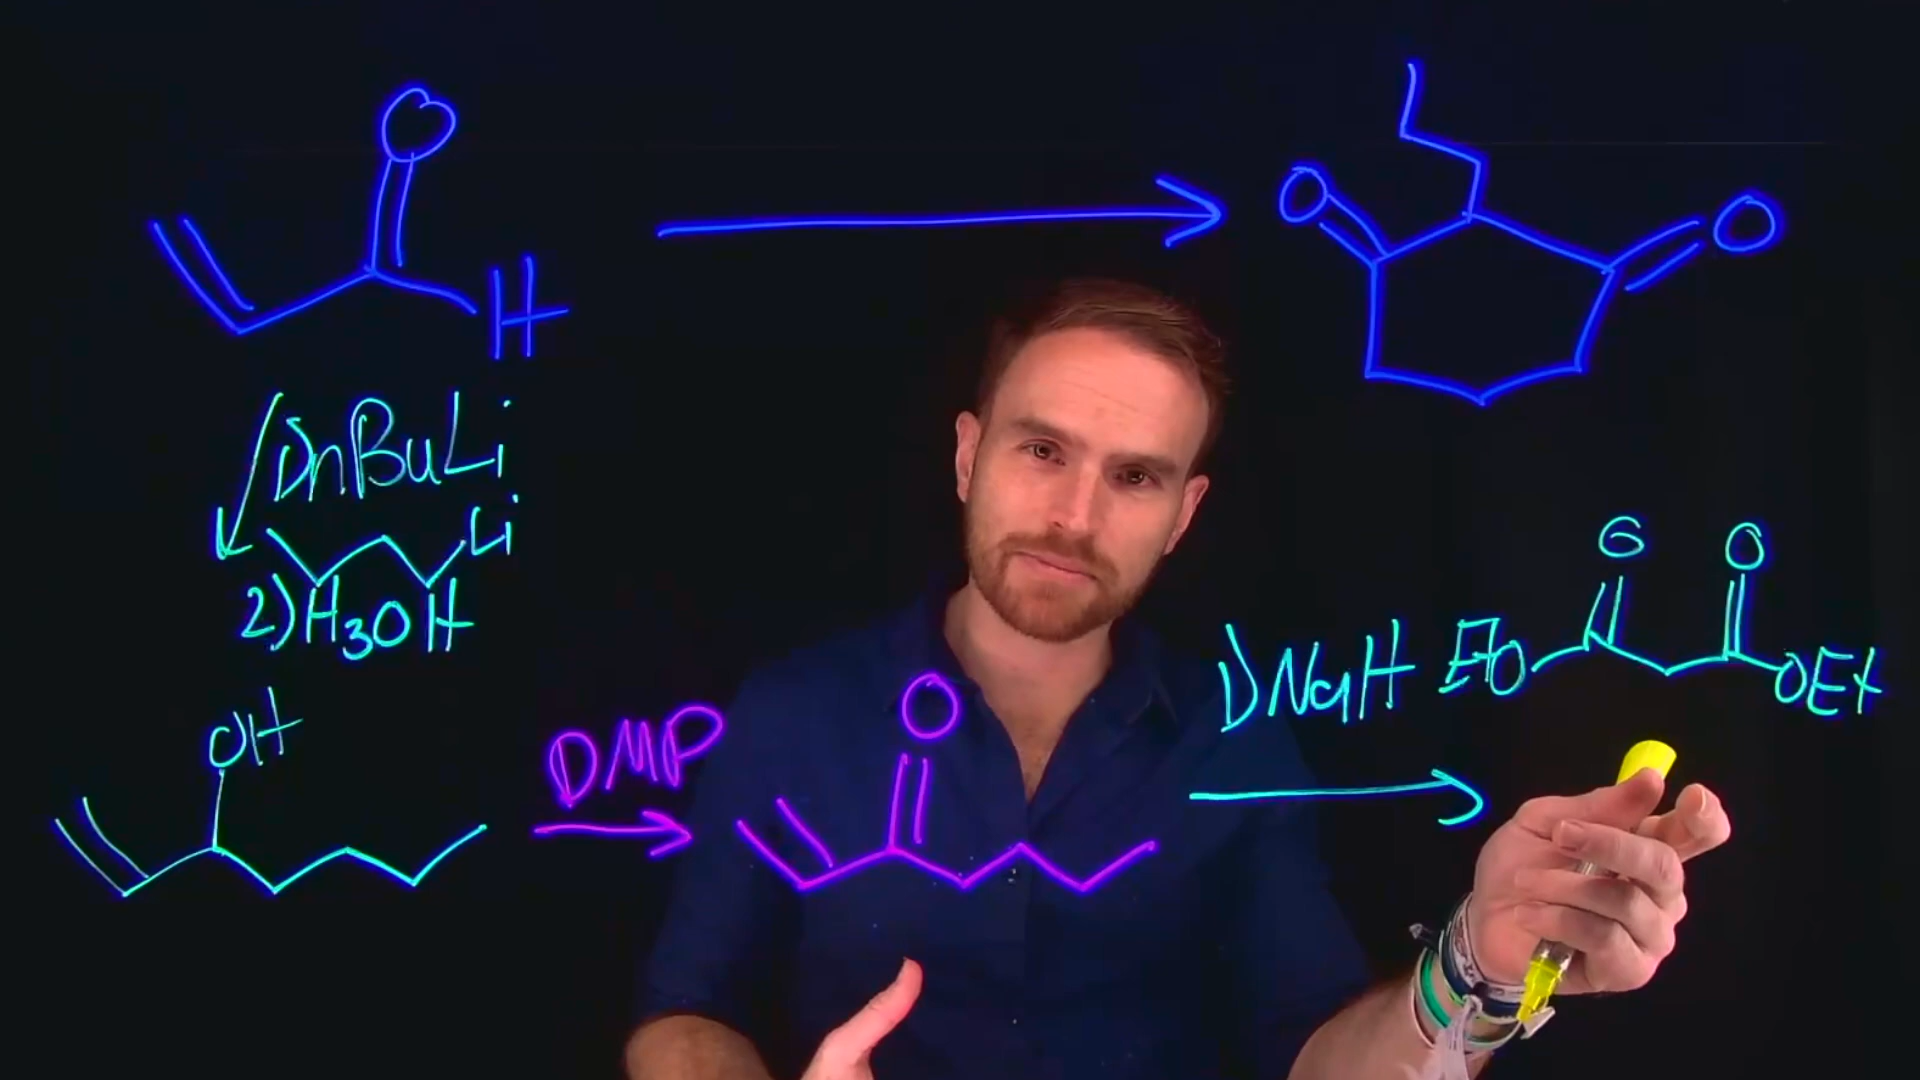 O
O
O
H
1) nBuLi
Li
2) H3O+
O O
1) NaH EtO OEt
OH
DMP
O